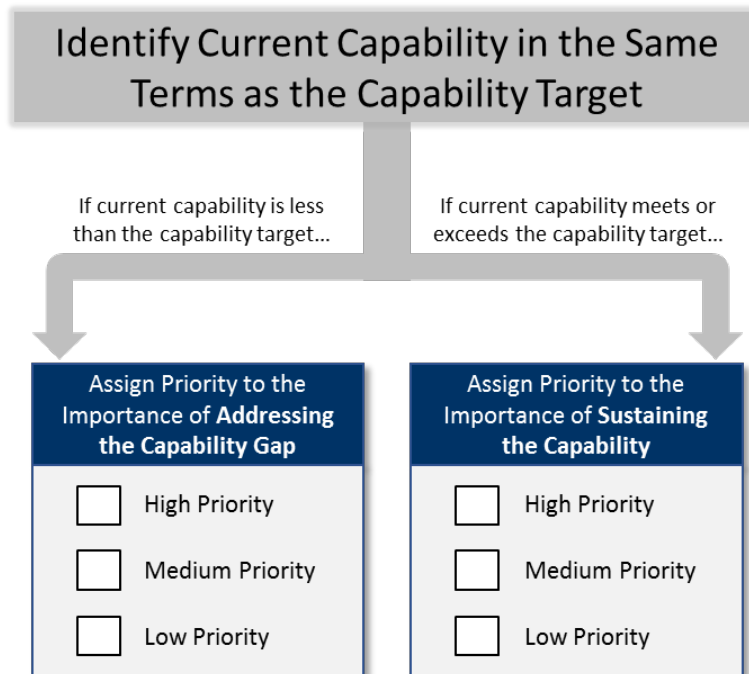 Identify Current Capability in the Same
Terms as the Capability Target
If current capability is less
than the capability target...
If current capability meets or
exceeds the capability target...
Assign Priority to the
Importance of Addressing
the Capability Gap
High Priority
Medium Priority
Low Priority
Assign Priority to the
Importance of Sustaining
the Capability
High Priority
Medium Priority
Low Priority